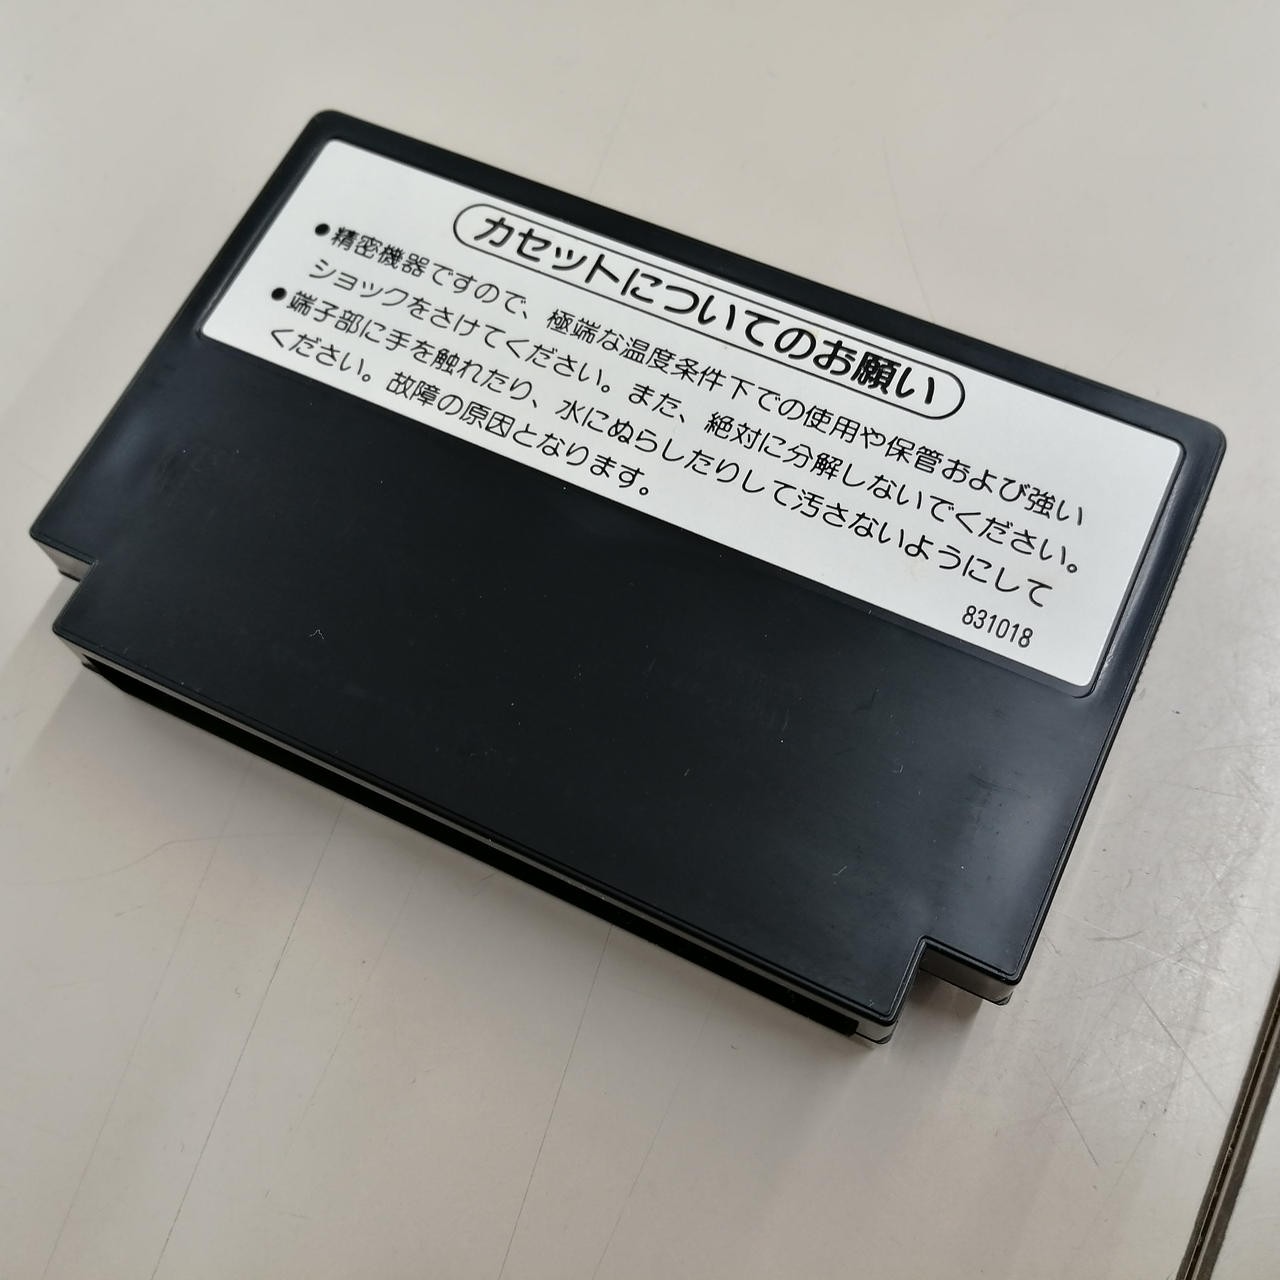 カセットについてのお願い
●精密機器ですので、極端な温度条件下での使用や保管および強い
ショックをさけてください。また、絶対に分解しないでください。
●端子部に手を触れたり、水にぬらしたりして汚さないようにして
ください。故障の原因となります。
831018